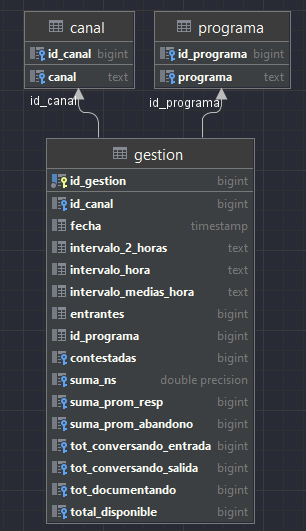 canal
id_canal bigint
canal text
programa
id_programa bigint
programa text
id_canal
id_programa
gestion
id_gestion bigint
id_canal bigint
fecha timestamp
intervalo_2_horas text
intervalo_hora text
intervalo_medias_hora text
entrantes bigint
id_programa bigint
contestadas bigint
suma_ns double precision
suma_prom_resp bigint
suma_prom_abandono bigint
tot_conversando_entrada bigint
tot_conversando_salida bigint
tot_documentando bigint
total_disponible bigint